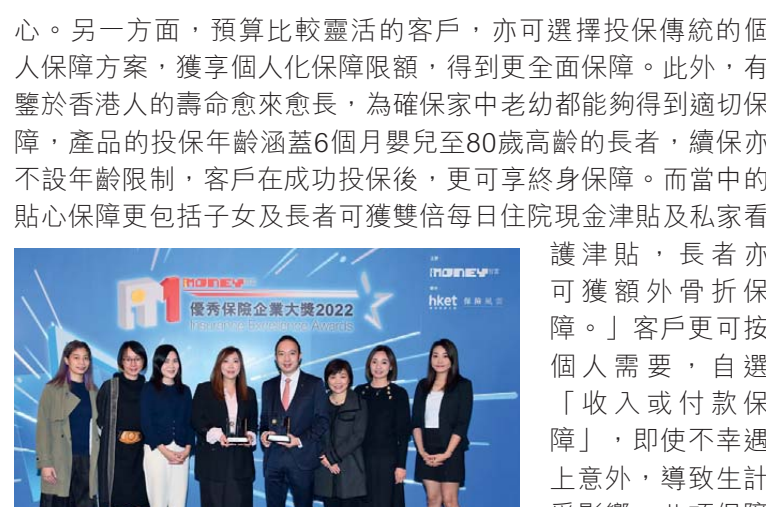 心。另一方面，預算比較靈活的客戶，亦可選擇投保傳統的個
人保障方案，獲享個人化保障限額，得到更全面保障。此外，有
鑒於香港人的壽命愈來愈長，為確保家中老幼都能夠得到適切保
障，產品的投保年齡涵蓋6個月嬰兒至80歲高齡的長者，續保亦
不設年齡限制，客戶在成功投保後，更可享終身保障。而當中的
貼心保障更包括子女及長者可獲雙倍每日住院現金津貼及私家看
護津貼，長者亦
可獲額外骨折保
障。」客戶更可按
個人需要，自選
「收入或付款保
障」，即使不幸遇
上意外，導致生計
MONEY
優秀保險企業大獎2022
Insurance Excellence Awards
MONEY
hket 保險風雲